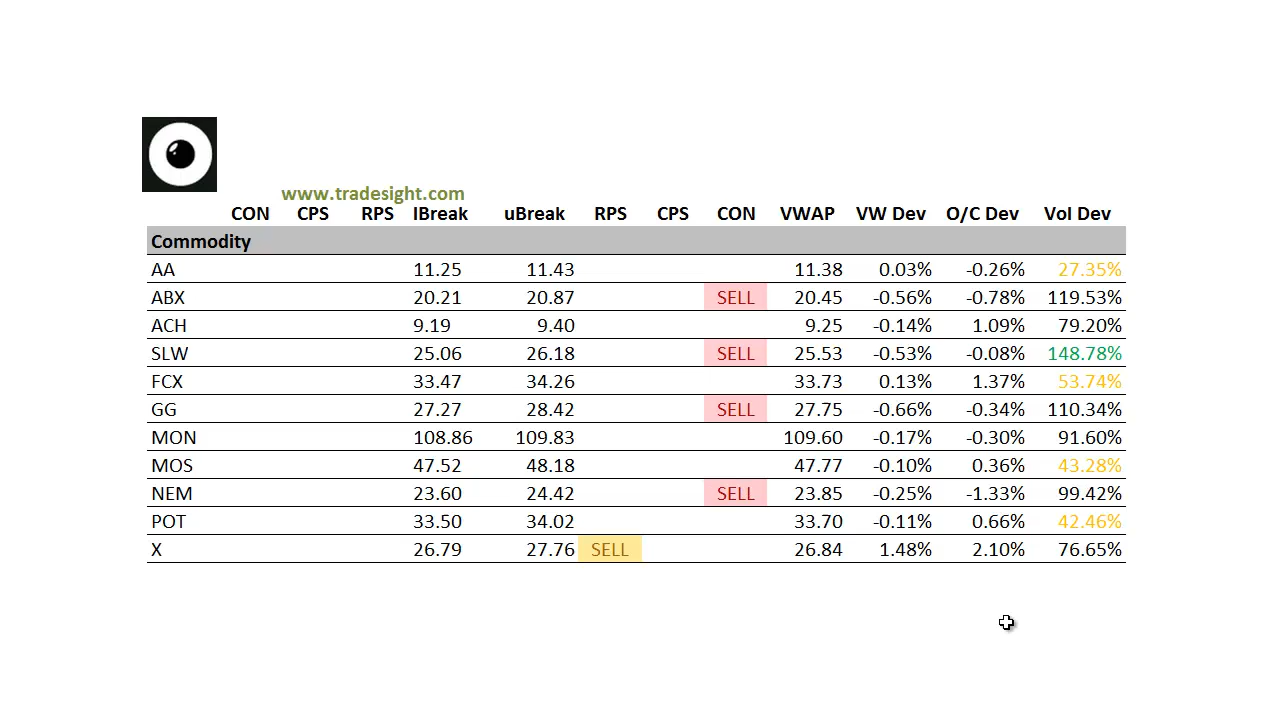 www.tradesight.com
CON CPS RPS lBreak uBreak RPS CPS CON VWAP VW Dev O/C Dev Vol Dev
Commodity
AA 11.25 11.43 11.38 0.03% -0.26% 27.35%
ABX 20.21 20.87 SELL 20.45 -0.56% -0.78% 119.53%
ACH 9.19 9.40 9.25 -0.14% 1.09% 79.20%
SLW 25.06 26.18 SELL 25.53 -0.53% -0.08% 148.78%
FCX 33.47 34.26 33.73 0.13% 1.37% 53.74%
GG 27.27 28.42 SELL 27.75 -0.66% -0.34% 110.34%
MON 108.86 109.83 109.60 -0.17% -0.30% 91.60%
MOS 47.52 48.18 47.77 -0.10% 0.36% 43.28%
NEM 23.60 24.42 SELL 23.85 -0.25% -1.33% 99.42%
POT 33.50 34.02 33.70 -0.11% 0.66% 42.46%
X 26.79 27.76 SELL 26.84 1.48% 2.10% 76.65%